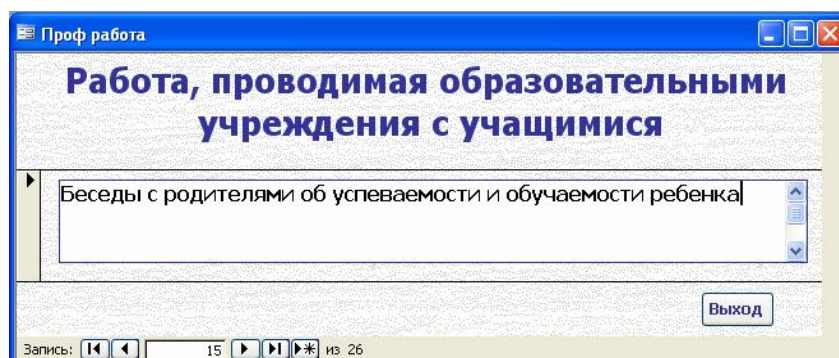 Проф работа
Работа, проводимая образовательными
учреждения с учащимися
Беседы с родителями об успеваемости и обучаемости ребенка
Выход
Запись: 15 из 26